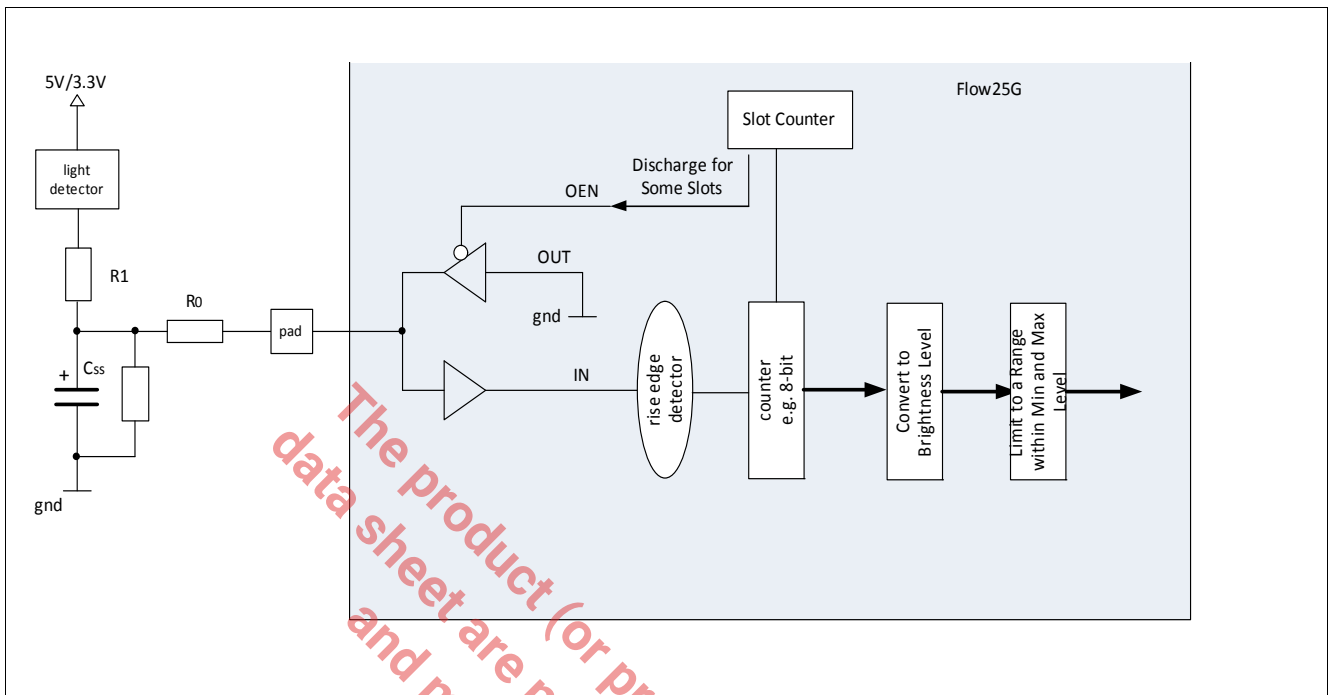 5V/3.3V
light
detector
R1
R0
pad
+
Css
gnd
Flow25G
Slot Counter
Discharge for
Some Slots
OEN
OUT
gnd
IN
rise edge
detector
counter
e.g. 8-bit
Convert to
Brightness Level
Limit to a Range
within Min and Max
Level
The product (or pr
data sheet are
and